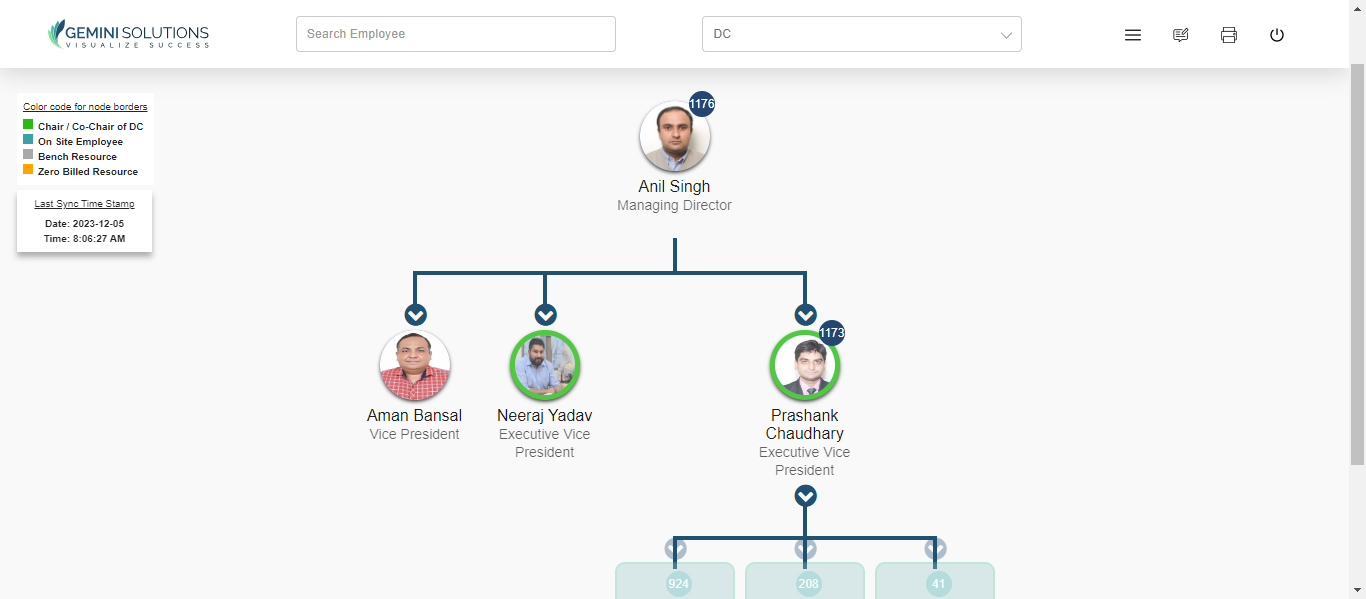 GEMINI SOLUTIONS
VISUALIZE SUCCESS
Search Employee
DC
Color code for node borders
Chair / Co-Chair of DC
On Site Employee
Bench Resource
Zero Billed Resource
Last Sync Time Stamp
Date: 2023-12-05
Time: 8:06:27 AM
1176
Anil Singh
Managing Director
Aman Bansal
Vice President
Neeraj Yadav
Executive Vice
President
1173
Prashank
Chaudhary
Executive Vice
President
924
208
41